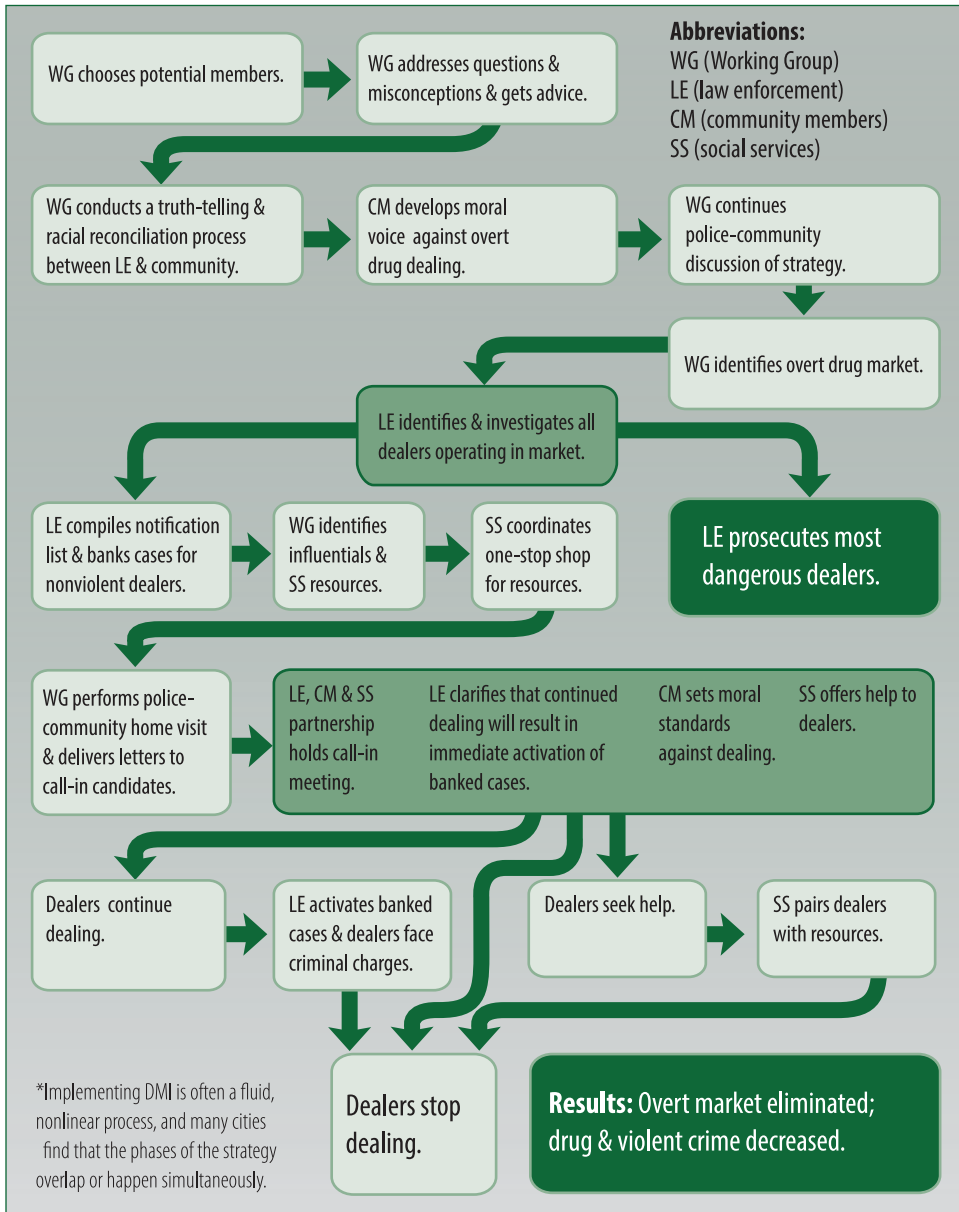 WG chooses potential members.
WG addresses questions &
misconceptions & gets advice.
Abbreviations:
WG (Working Group)
LE (law enforcement)
CM (community members)
SS (social services)
WG conducts a truth-telling &
racial reconciliation process
between LE & community.
CM develops moral
voice against overt
drug dealing.
WG continues
police-community
discussion of strategy.
WG identifies overt drug market.
LE identifies & investigates all
dealers operating in market.
LE compiles notification
list & banks cases for
nonviolent dealers.
WG identifies
influentials &
SS resources.
SS coordinates
one-stop shop
for resources.
LE prosecutes most
dangerous dealers.
WG performs police-
community home visit
& delivers letters to
call-in candidates.
LE, CM & SS
partnership
holds call-in
meeting.
LE clarifies that continued
dealing will result in
immediate activation of
banked cases.
CM sets moral
standards
against dealing.
SS offers help to
dealers.
Dealers continue
dealing.
LE activates banked
cases & dealers face
criminal charges.
Dealers seek help.
SS pairs dealers
with resources.
*Implementing DMI is often a fluid,
nonlinear process, and many cities
find that the phases of the strategy
overlap or happen simultaneously.
Dealers stop
dealing.
Results: Overt market eliminated;
drug & violent crime decreased.